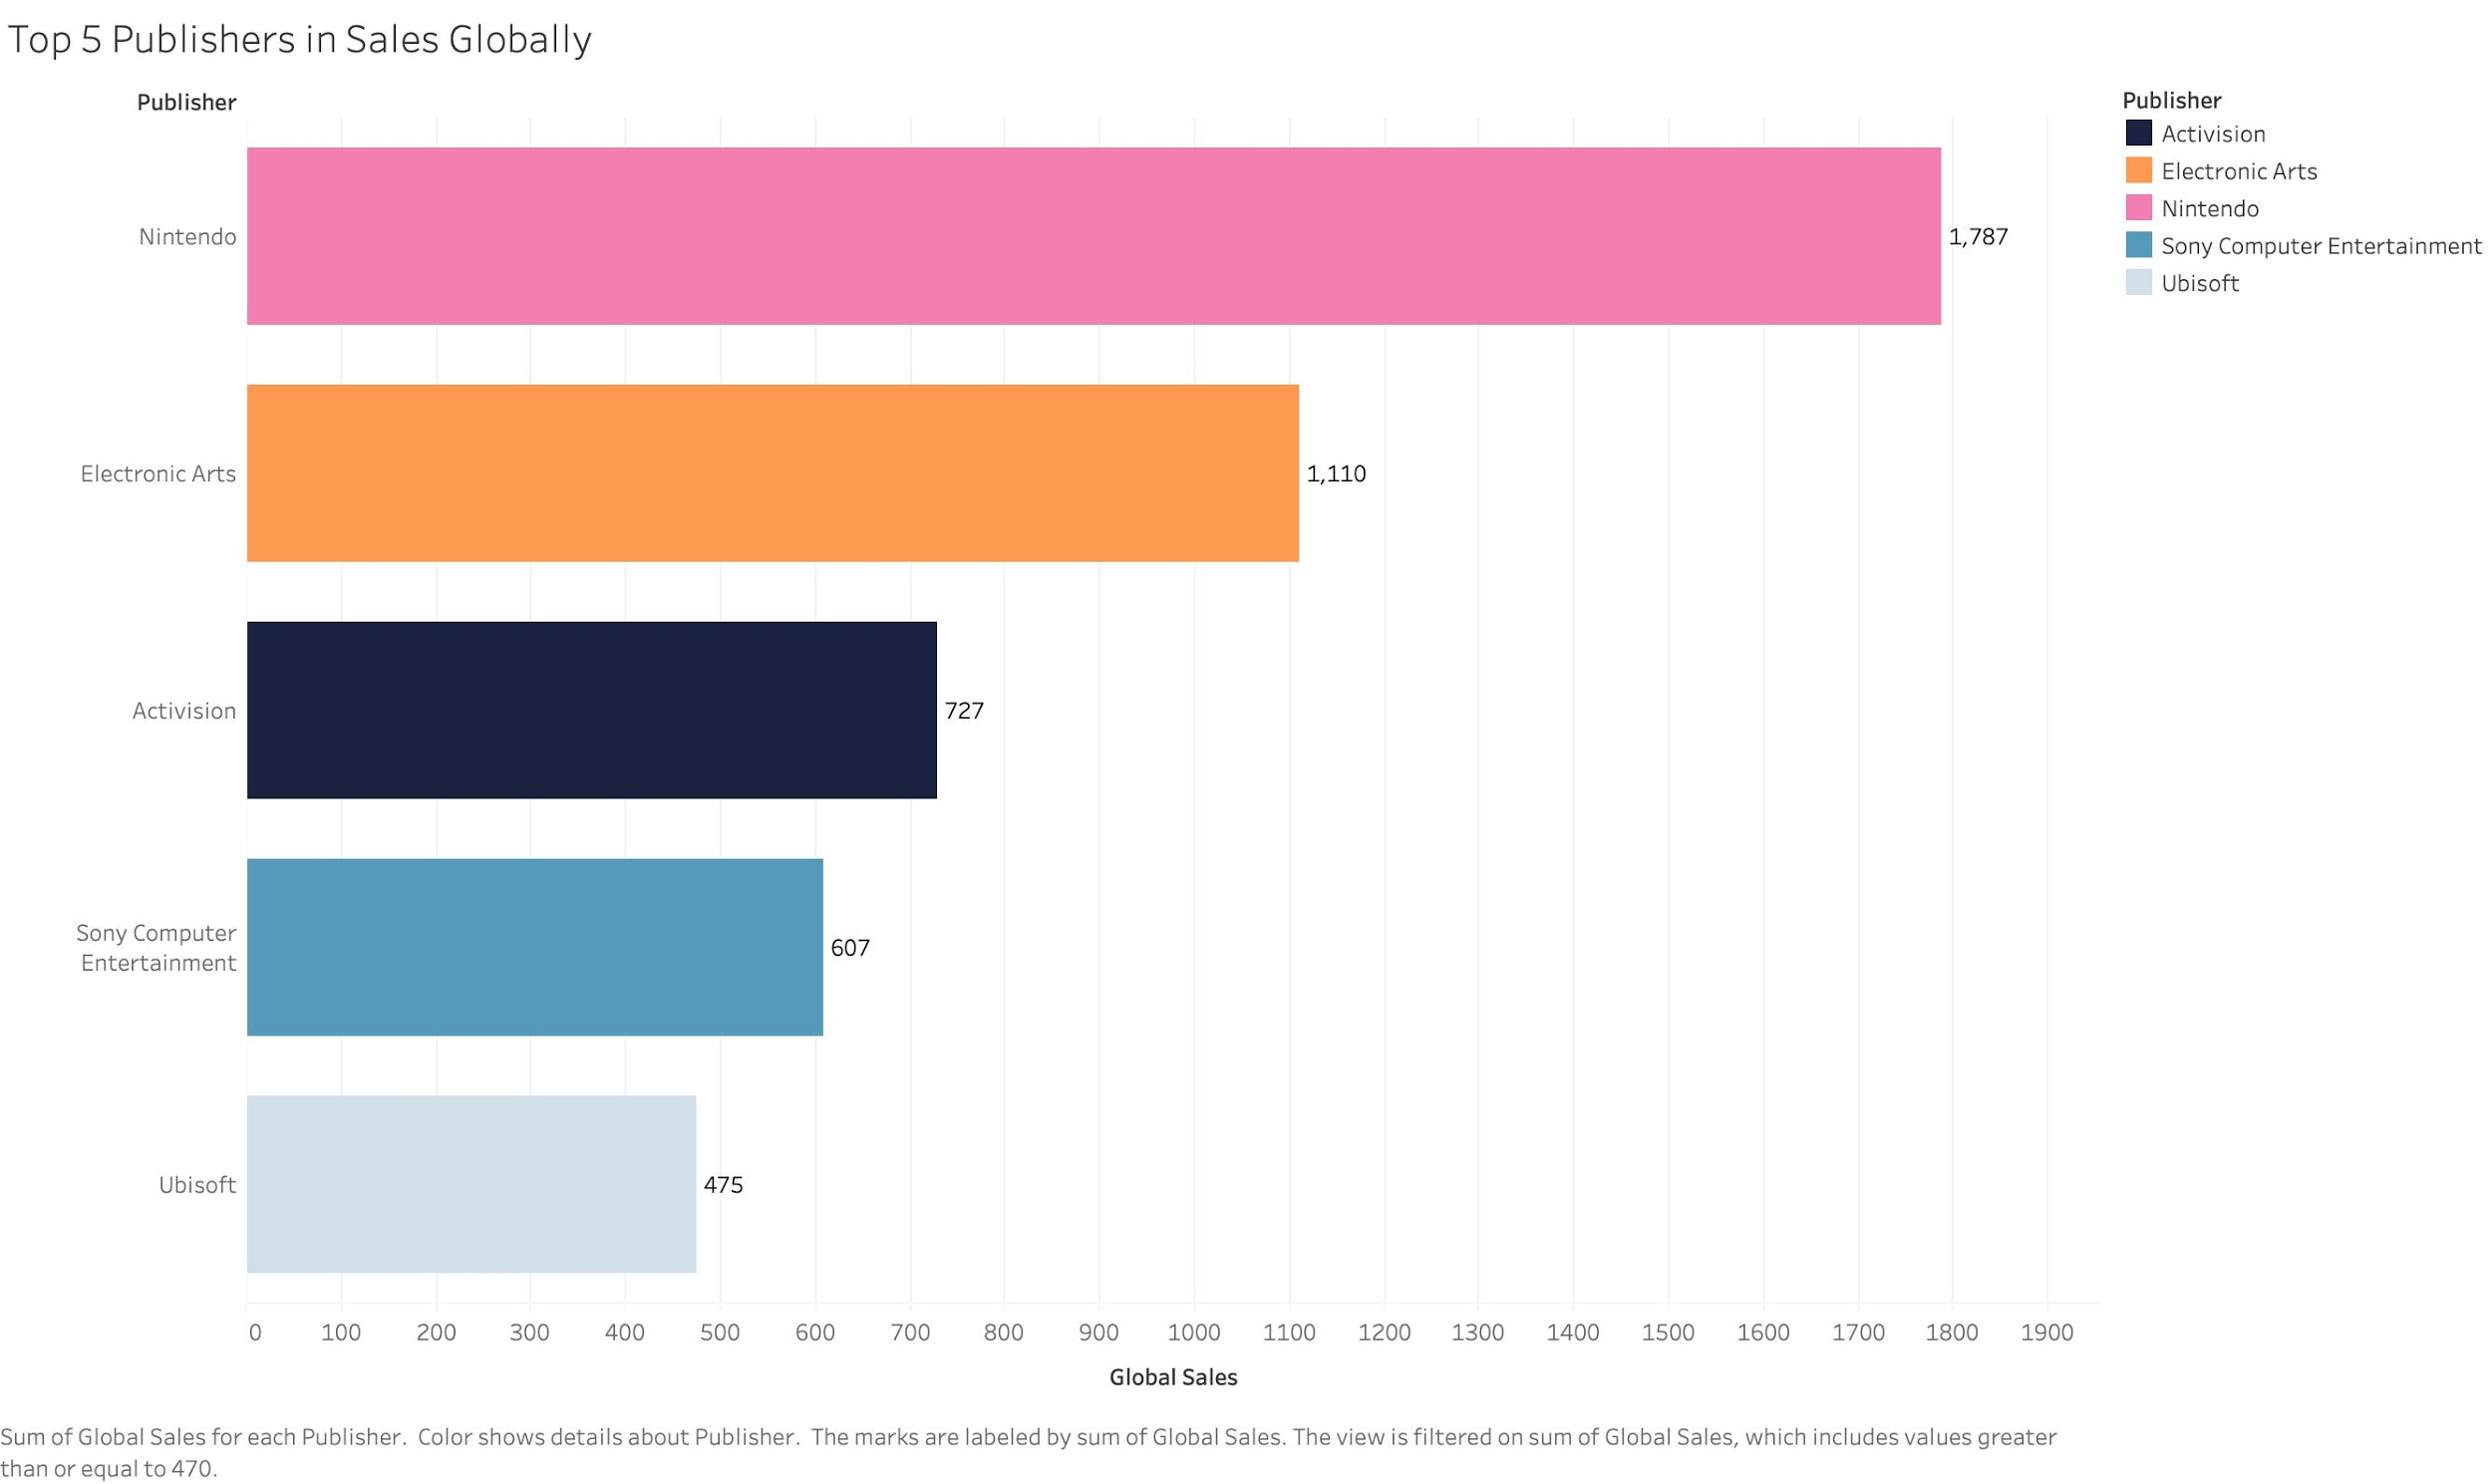 Top 5 Publishers in Sales Globally
Publisher
Nintendo
1,787
Electronic Arts
1,110
Activision
727
Sony Computer
Entertainment
607
Ubisoft
475
0 100 200 300 400 500 600 700 800 900 1000 1100 1200 1300 1400 1500 1600 1700 1800 1900
Global Sales
Publisher
Activision
Electronic Arts
Nintendo
Sony Computer Entertainment
Ubisoft
Sum of Global Sales for each Publisher.  Color shows details about Publisher.  The marks are labeled by sum of Global Sales. The view is filtered on sum of Global Sales, which includes values greater
than or equal to 470.